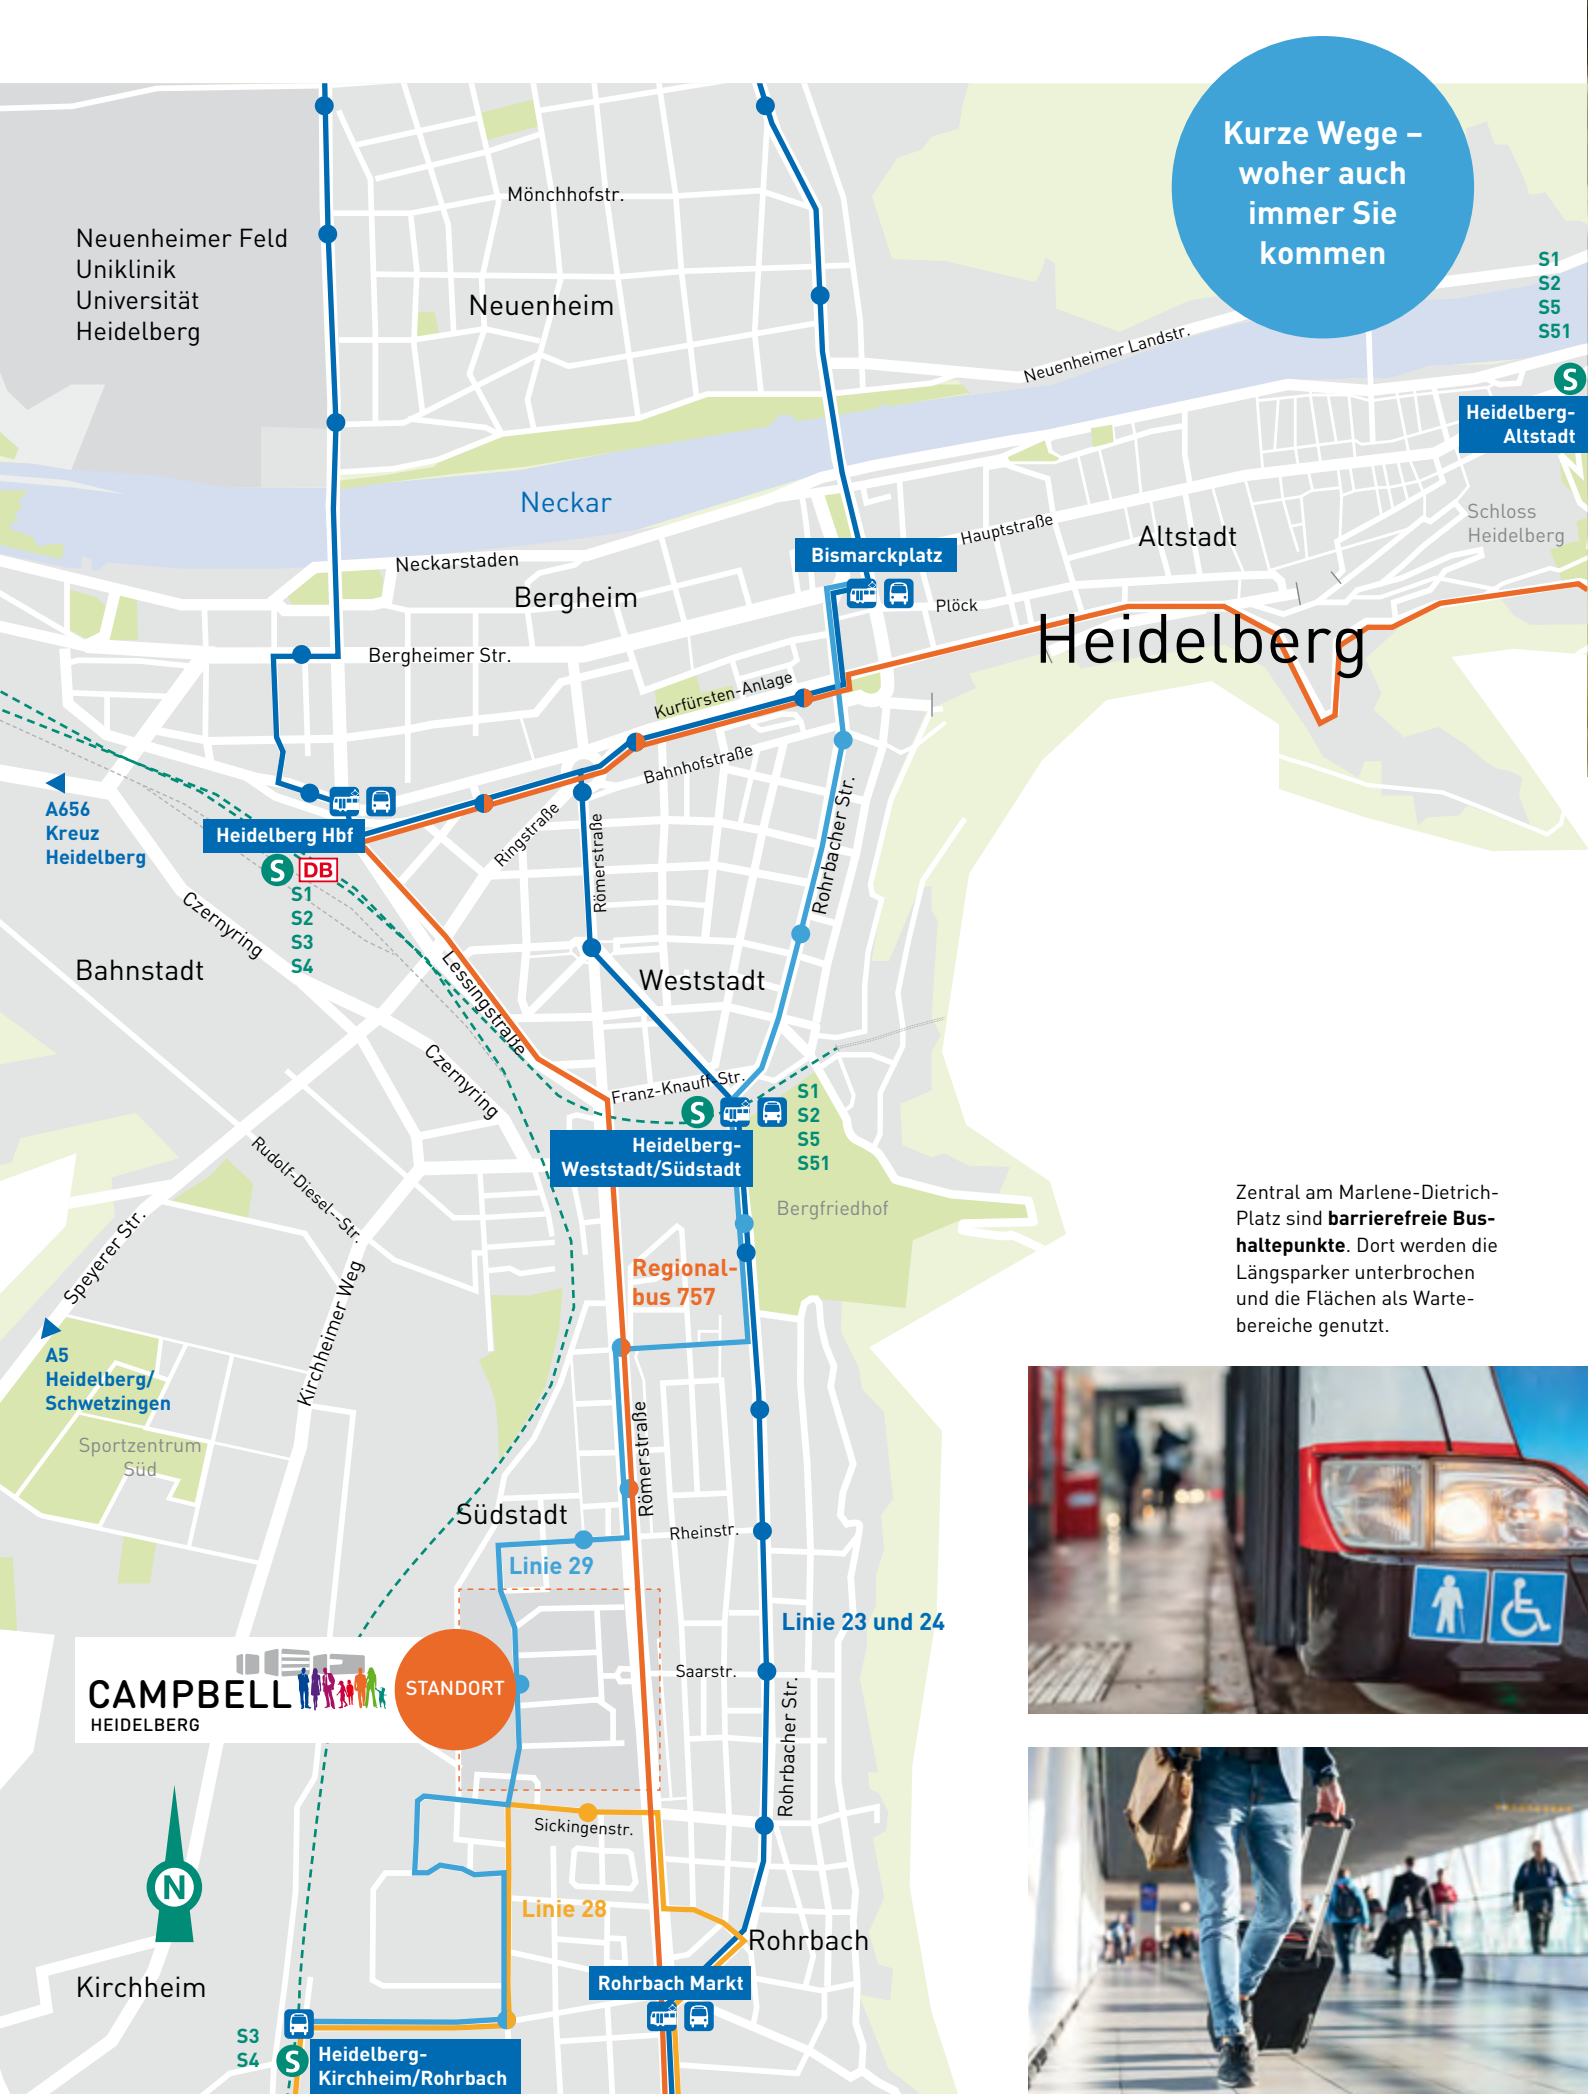 Kurze Wege –
woher auch
immer Sie
kommen
Mönchhofstr.
Neuenheimer Feld
Uniklinik
Universität
Heidelberg
Neuenheim
S1
S2
S5
S51
Neuenheimer Landstr.
S
Heidelberg-
Altstadt
Neckar
Schloss
Heidelberg
Hauptstraße
Altstadt
Bismarckplatz
Neckarstaden
Bergheim
Plöck
Heidelberg
Bergheimer Str.
Kurfürsten-Anlage
Bahnhofstraße
A656
Kreuz
Heidelberg
Heidelberg Hbf
S DB
S1
S2
S3
S4
Ringstraße
Römerstraße
Rohrbacher Str.
Czernyring
Bahnstadt
Lessingstraße
Weststadt
Czernyring
Franz-Knauff-Str.
S
S1
S2
S5
S51
Heidelberg-
Weststadt/Südstadt
Rudolf-Diesel--Str.
Bergfriedhof
Zentral am Marlene-Dietrich-
Platz sind barrierefreie Bus-
haltepunkte. Dort werden die
Längsparker unterbrochen
und die Flächen als Warte-
bereiche genutzt.
Speyerer Str.
Kirchheimer Weg
Regional-
bus 757
A5
Heidelberg/
Schwetzingen
Sportzentrum
Süd
Römerstraße
Südstadt
Rheinstr.
Linie 29
Linie 23 und 24
Saarstr.
CAMPBELL
HEIDELBERG
STANDORT
Rohrbacher Str.
Sickingenstr.
N
Linie 28
Rohrbach
Kirchheim
Rohrbach Markt
S3
S4
S
Heidelberg-
Kirchheim/Rohrbach